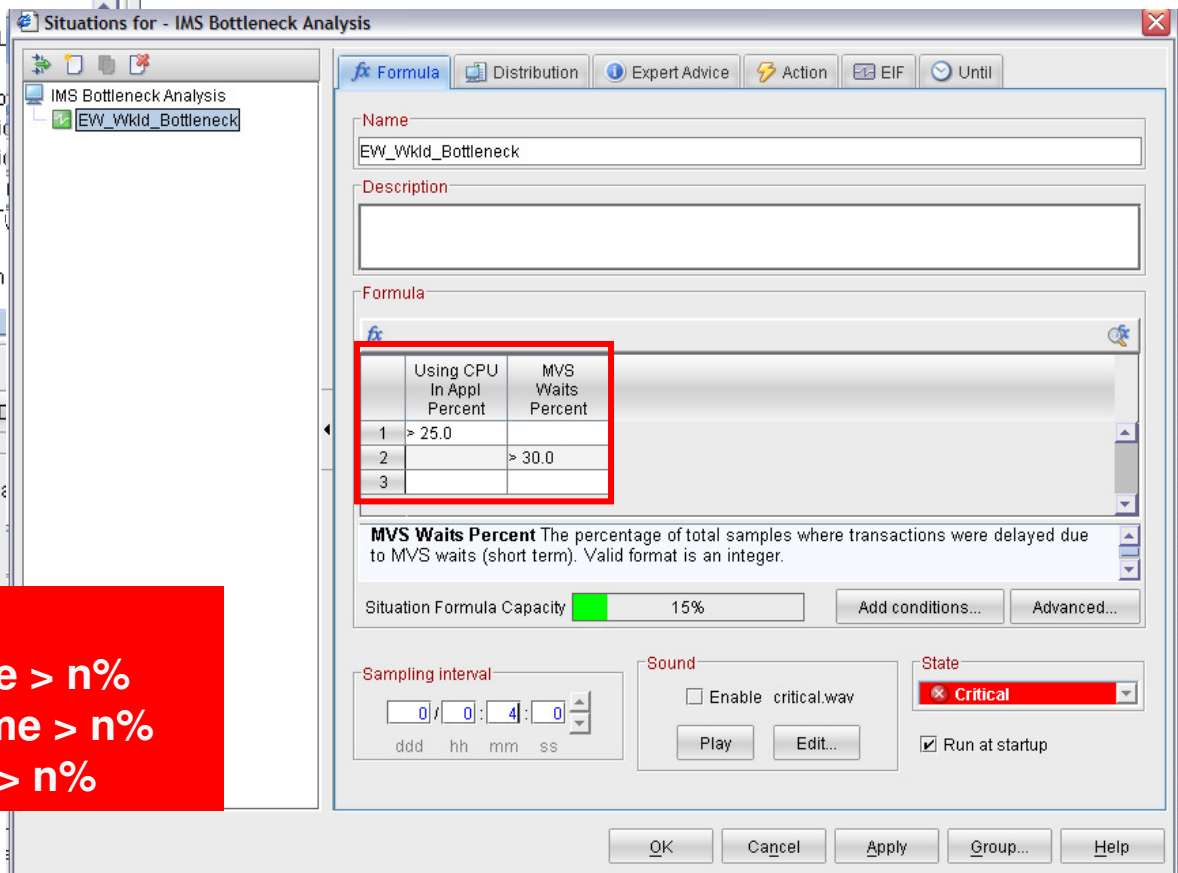 Situations for - IMS Bottleneck Analysis
IMS Bottleneck Analysis
EW_Wkld_Bottleneck
fx Formula
Distribution
Expert Advice
Action
EIF
Until
Name
EW_Wkld_Bottleneck
Description
Formula
fx
Using CPU In Appl Percent
MVS Waits Percent
1 > 25.0
2 > 30.0
3
MVS Waits Percent The percentage of total samples where transactions were delayed due
to MVS waits (short term). Valid format is an integer.
Situation Formula Capacity 15% Add conditions... Advanced...
Sampling interval
0 / 0 : 4 : 0
ddd hh mm ss
Sound
Enable critical.wav
Play Edit...
State
Critical
Run at startup
> n%
> n%
> n%
OK Cancel Apply Group... Help